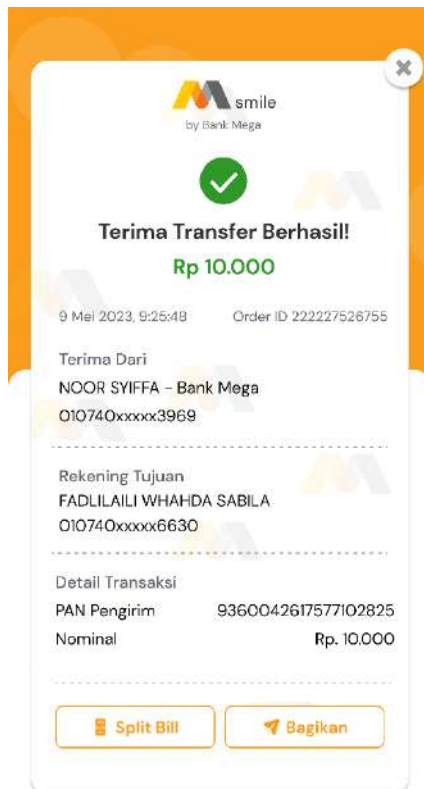 smile
by Bank Mega
Terima Transfer Berhasil!
Rp 10.000
9 Mei 2023, 9:25:48 Order ID 222227526755
Terima Dari
NOOR SYIFFA - Bank Mega
010740xxxxx3969
Rekening Tujuan
FADLILAILI WHAHDA SABILA
010740xxxxx6630
Detail Transaksi
PAN Pengirim 9360042617577102825
Nominal Rp. 10.000
Split Bill Bagikan